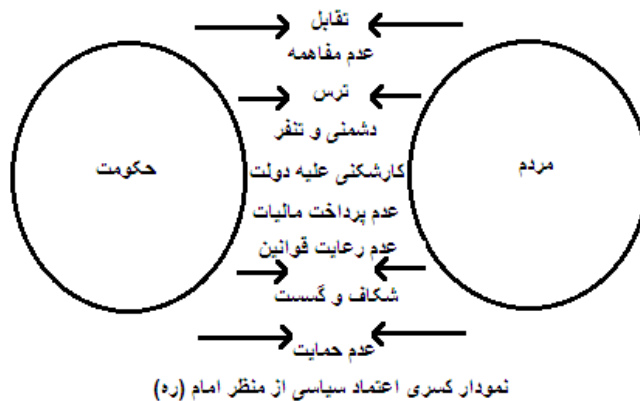 تقابل
عدم مفاهمه
ترس
دشمنی و تنفر
مردم
کارشکنی علیه دولت
حکومت
عدم پرداخت مالیات
عدم رعایت قوانین
شکاف و گسست
عدم حمایت
نمودار کسری اعتماد سیاسی از منظر امام (ره)